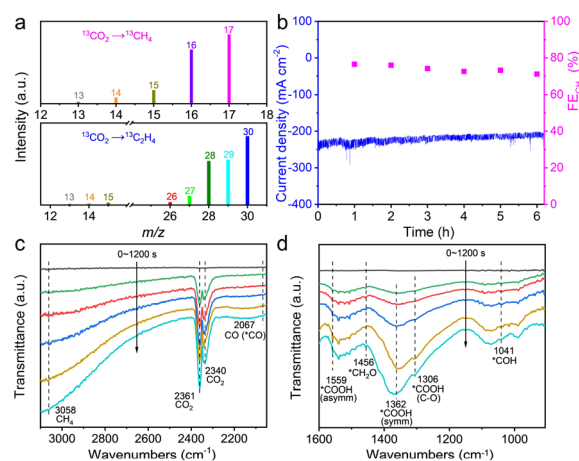 a
¹³CO₂→¹³CH₄
13
14
15
16
17
12
13
14
15
16
17
18
¹³CO₂→¹³C₂H₄
13
14
15
26
27
28
29
30
12
14
26
28
30
Intensity (a.u.)
m/z
b
100
0
-100
-200
-300
-400
Current density (mA cm⁻²)
100
80
60
40
20
0
FE_CH₄ (%)
0
1
2
3
4
5
6
Time (h)
c
0~1200 s
2067
CO (*CO)
2340
CO₂
2361
CO₂
3058
CH₄
Transmittance (a.u.)
3000
2800
2600
2400
2200
2000
Wavenumbers (cm⁻¹)
d
0~1200 s
1456
*CH₂O
1041
*COH
1559
*COOH
(asymm)
1306
*COOH
(C-O)
1362
*COOH
(symm)
Transmittance (a.u.)
1600
1400
1200
1000
Wavenumbers (cm⁻¹)